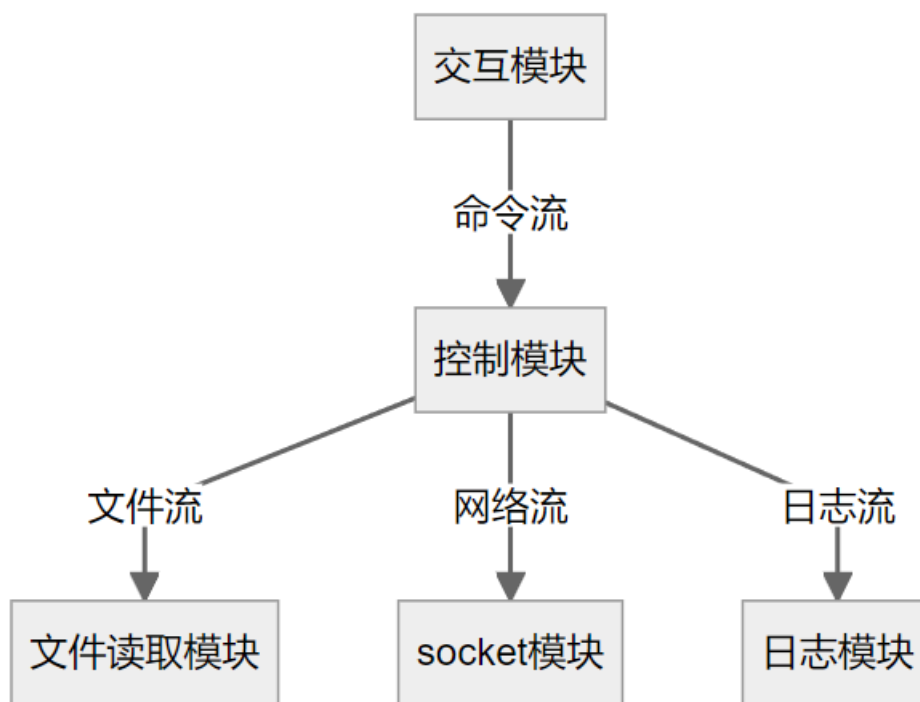 交互模块
命令流
控制模块
文件流
网络流
日志流
文件读取模块
socket模块
日志模块